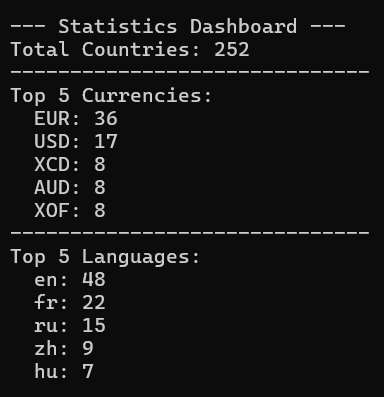 --- Statistics Dashboard ---
Total Countries: 252
------------------------------
Top 5 Currencies:
  EUR: 36
  USD: 17
  XCD: 8
  AUD: 8
  XOF: 8
------------------------------
Top 5 Languages:
  en: 48
  fr: 22
  ru: 15
  zh: 9
  hu: 7